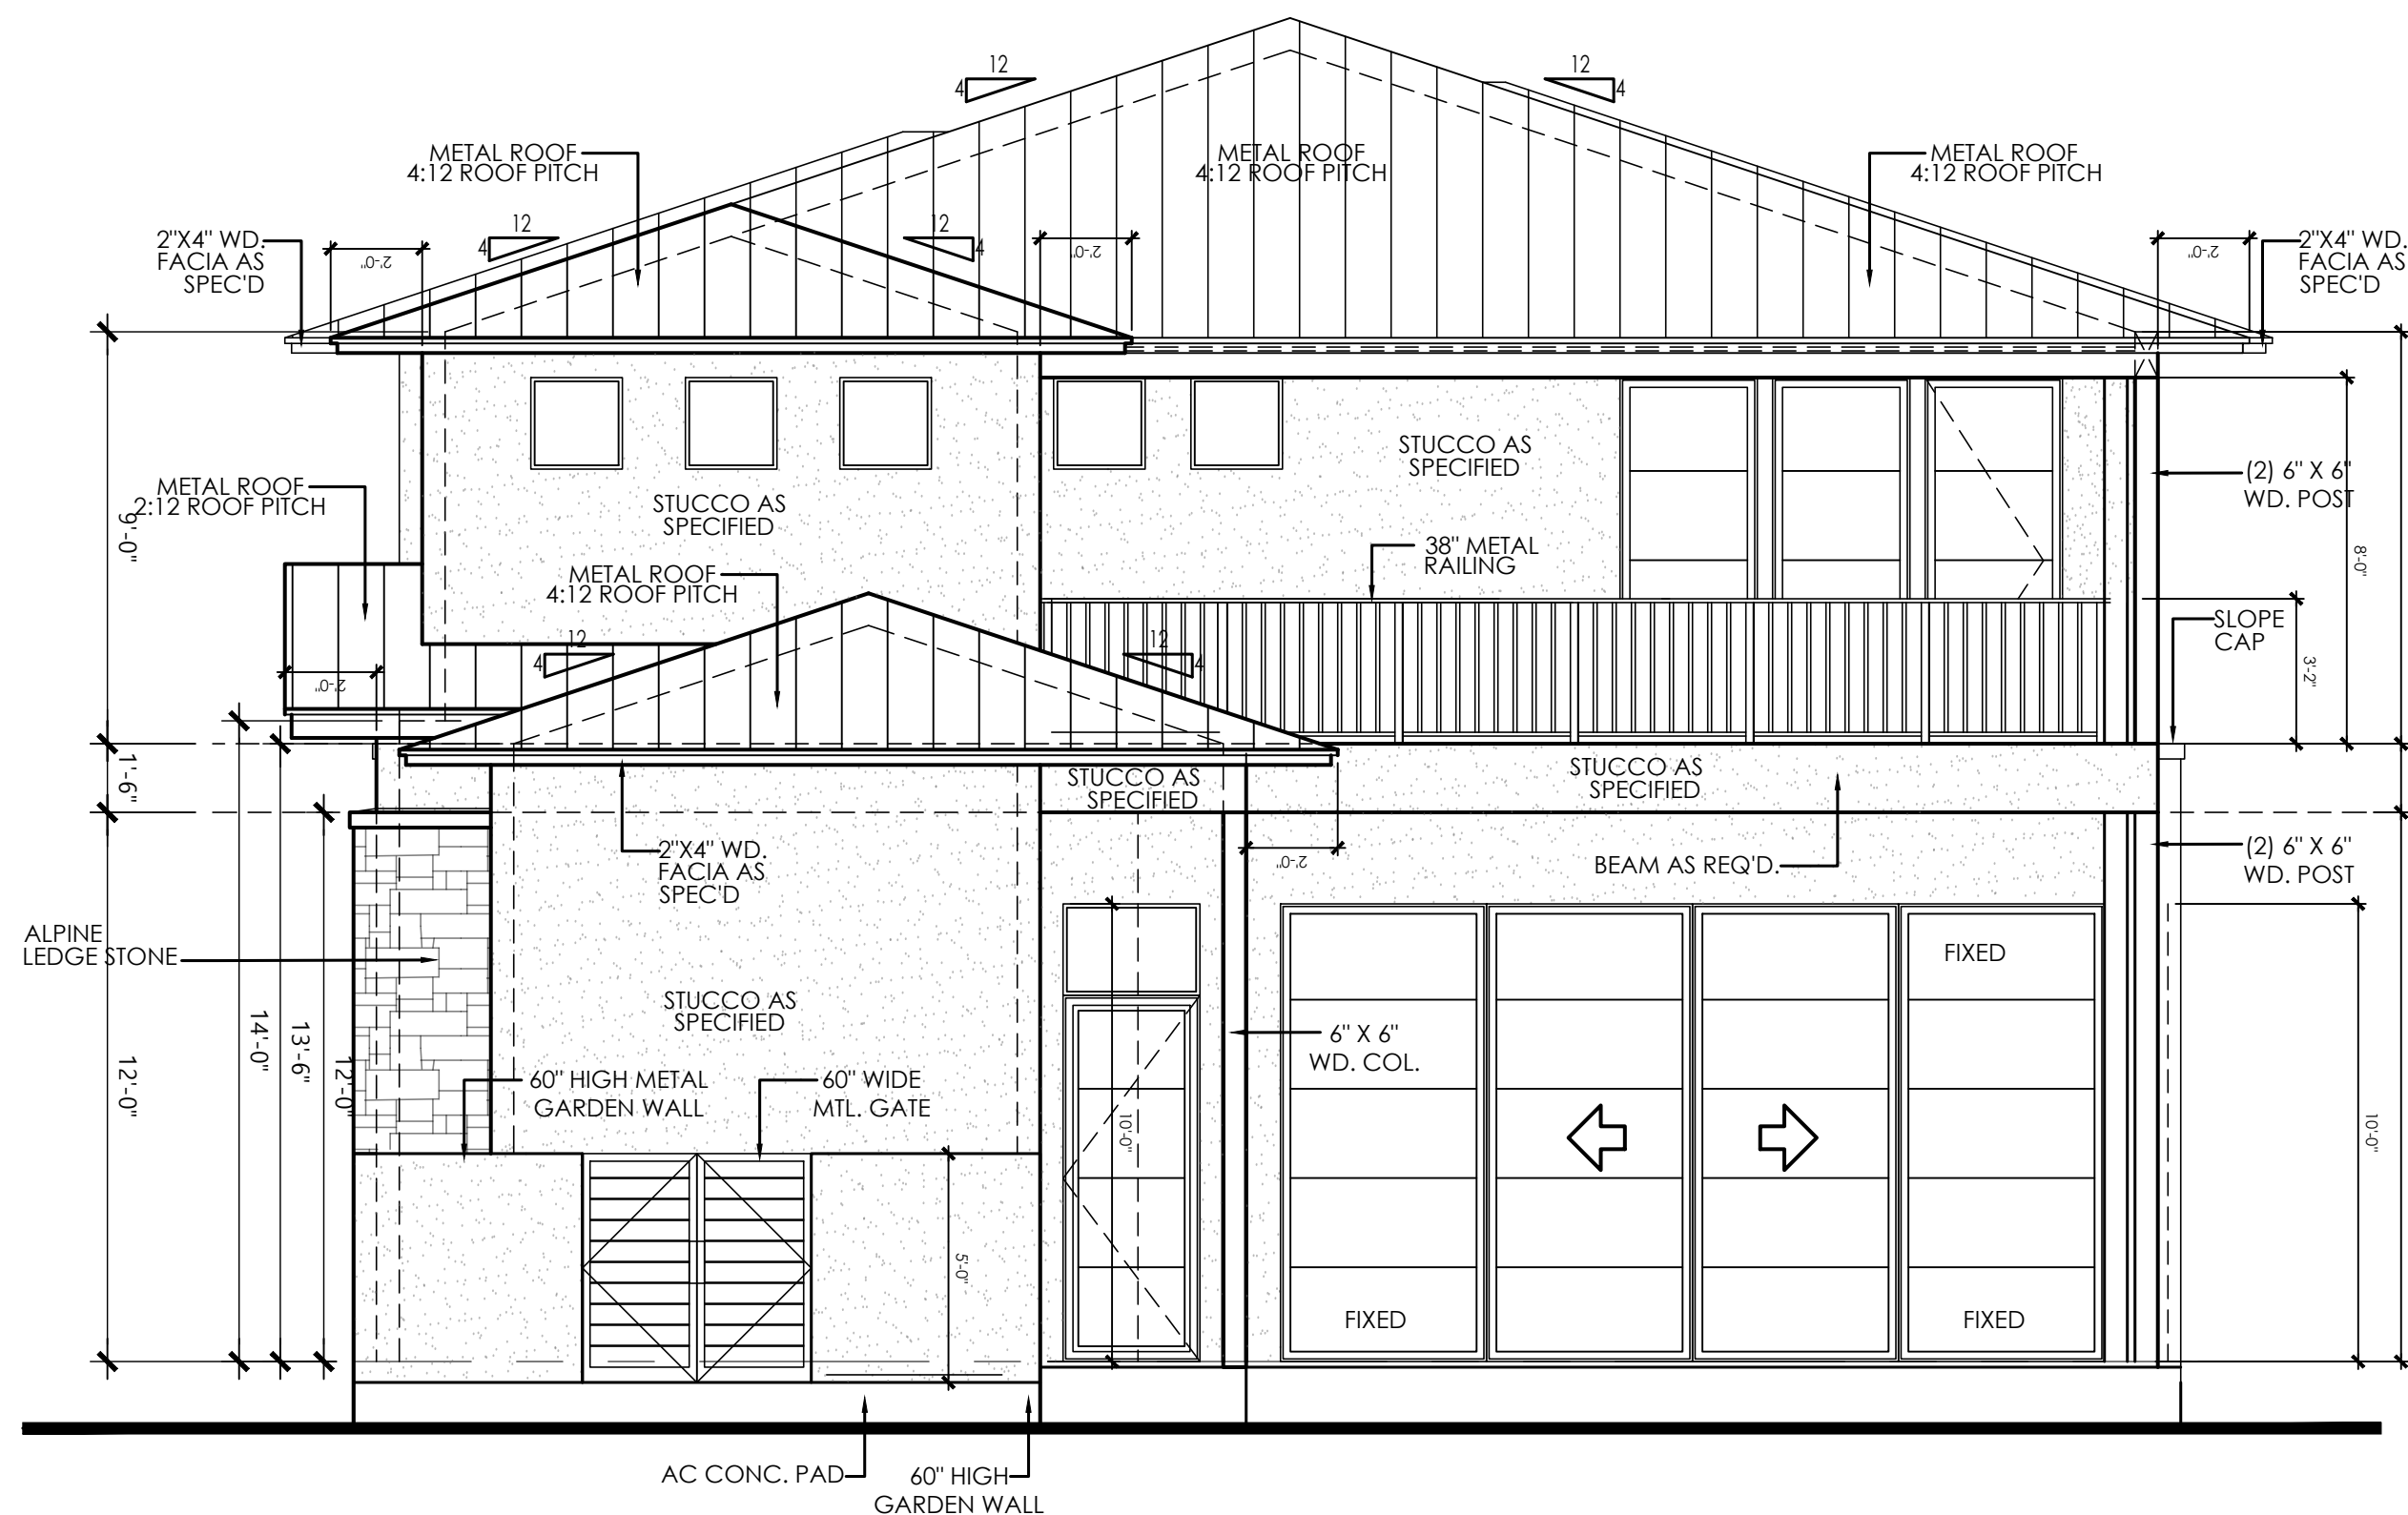 12
4
12
4
METAL ROOF
4:12 ROOF PITCH
METAL ROOF
4:12 ROOF PITCH
METAL ROOF
4:12 ROOF PITCH
2"X4" WD.
FACIA AS
SPEC'D
2'-0"
12
4
12
4
2'-0"
2'-0"
2"X4" WD.
FACIA AS
SPEC'D
METAL ROOF
2:12 ROOF PITCH
9'-0"
STUCCO AS
SPECIFIED
STUCCO AS
SPECIFIED
(2) 6" X 6"
WD. POST
8'-0"
38" METAL
RAILING
METAL ROOF
4:12 ROOF PITCH
12
4
12
4
2'-0"
SLOPE
CAP
3'-2"
1'-6"
STUCCO AS
SPECIFIED
STUCCO AS
SPECIFIED
2"X4" WD.
FACIA AS
SPEC'D
2'-0"
BEAM AS REQ'D.
(2) 6" X 6"
WD. POST
ALPINE
LEDGE STONE
STUCCO AS
SPECIFIED
FIXED
6" X 6"
WD. COL.
12'-0"
14'-0"
13'-6"
12'-0"
60" HIGH METAL
GARDEN WALL
60" WIDE
MTL. GATE
10'-0"
10'-0"
5'-0"
FIXED
FIXED
AC CONC. PAD
60" HIGH
GARDEN WALL